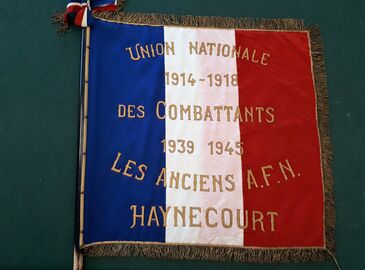 UNION NATIONALE
1914-1918
DES COMBATTANTS
1939 1945
LES ANCIENS A.F.N.
HAYNECOURT